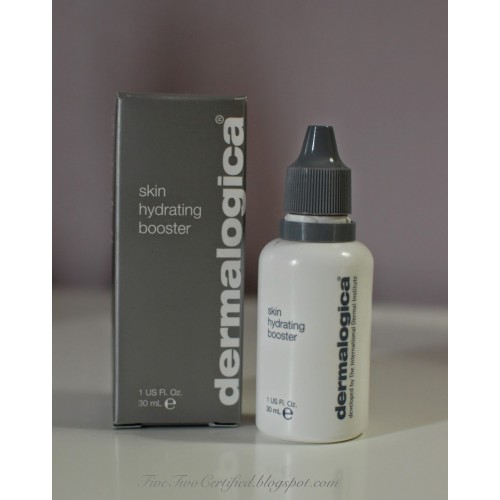 skin
hydrating
booster
dermalogica®
1 US Fl. Oz.
30 mL ℮
skin
hydrating
booster
dermalogica®
developed by The International Dermal Institute
1 US Fl. Oz.
30 mL ℮
FiveTwoCertified.blogspot.com